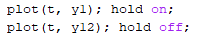 plot(t, y1); hold on;
plot(t, y12); hold off;